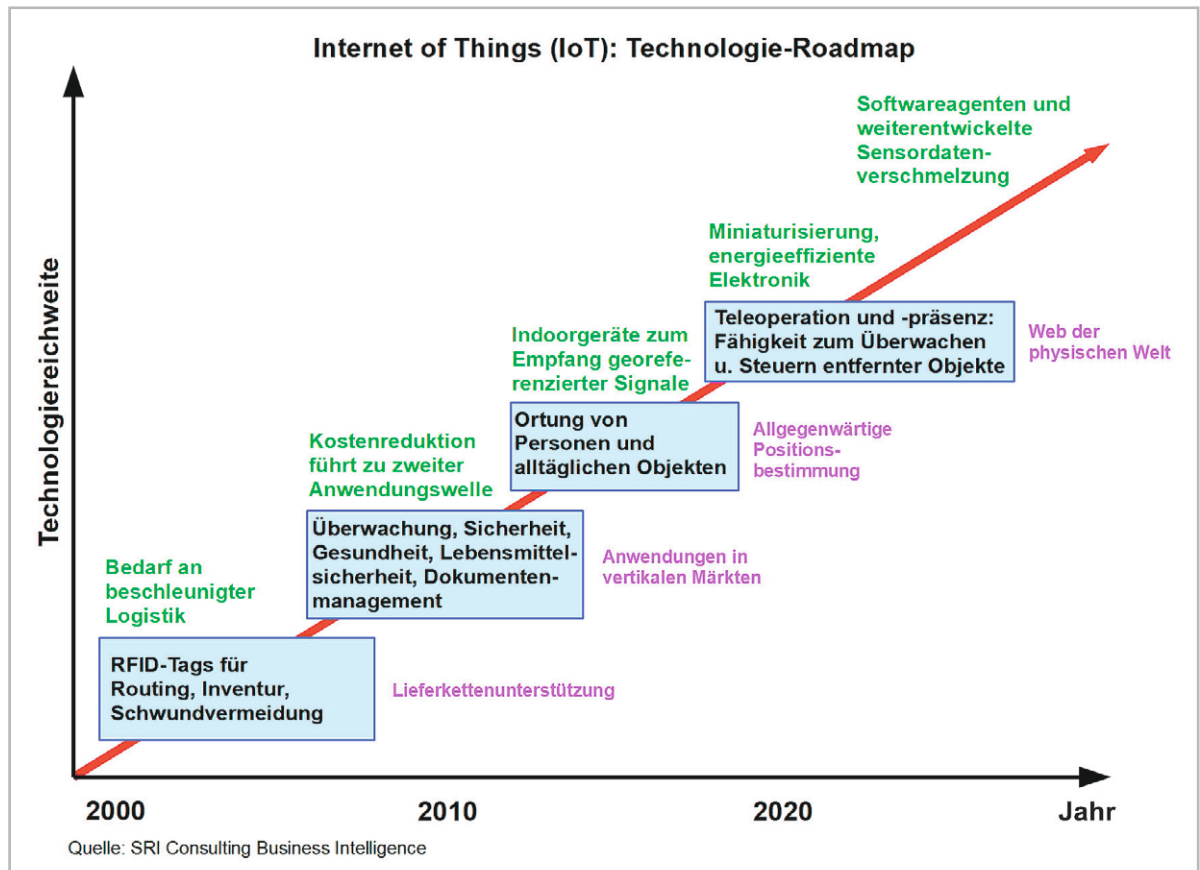 Internet of Things (IoT): Technologie-Roadmap
Technologiereichweite
Softwareagenten und
weiterentwickelte
Sensordaten-
verschmelzung
Miniaturisierung,
energieeffiziente
Elektronik
Teleoperation und -präsenz:
Fähigkeit zum Überwachen
u. Steuern entfernter Objekte
Web der
physischen Welt
Indoorgeräte zum
Empfang georefe-
renzierter Signale
Ortung von
Personen und
alltäglichen Objekten
Allgegenwärtige
Positions-
bestimmung
Kostenreduktion
führt zu zweiter
Anwendungswelle
Überwachung, Sicherheit,
Gesundheit, Lebensmittel-
sicherheit, Dokumenten-
management
Anwendungen in
vertikalen Märkten
Bedarf an
beschleunigter
Logistik
RFID-Tags für
Routing, Inventur,
Schwundvermeidung
Lieferkettenunterstützung
2000 2010 2020 Jahr
Quelle: SRI Consulting Business Intelligence